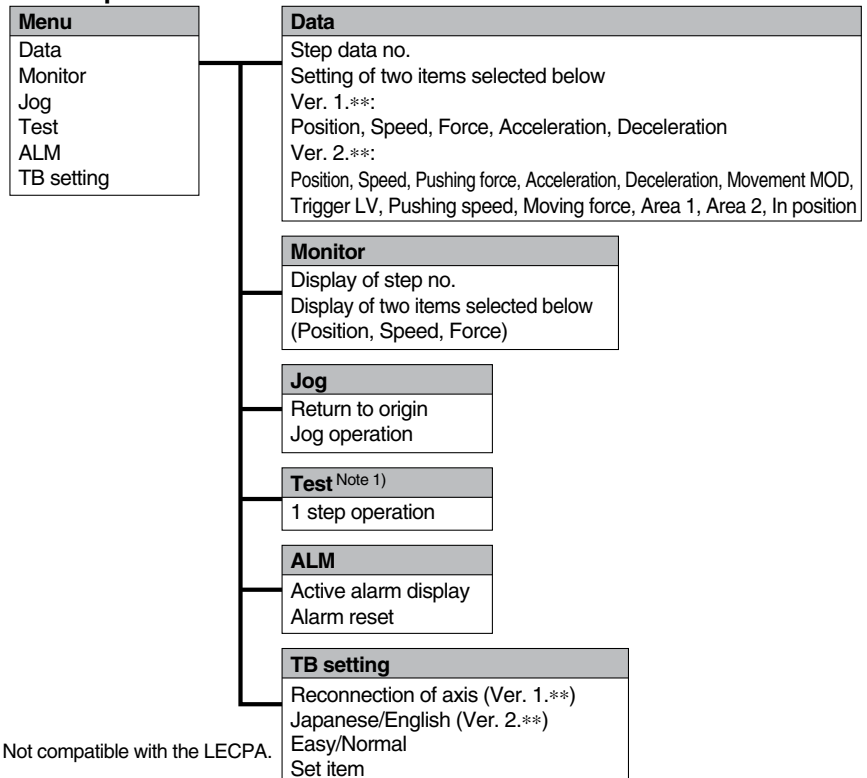 Menu
Data
Monitor
Jog
Test
ALM
TB setting
Data
Step data no.
Setting of two items selected below
Ver. 1.**:
Position, Speed, Force, Acceleration, Deceleration
Ver. 2.**:
Position, Speed, Pushing force, Acceleration, Deceleration, Movement MOD,
Trigger LV, Pushing speed, Moving force, Area 1, Area 2, In position
Monitor
Display of step no.
Display of two items selected below
(Position, Speed, Force)
Jog
Return to origin
Jog operation
Test Note 1)
1 step operation
ALM
Active alarm display
Alarm reset
TB setting
Reconnection of axis (Ver. 1.**)
Japanese/English (Ver. 2.**)
Easy/Normal
Set item
Not compatible with the LECPA.